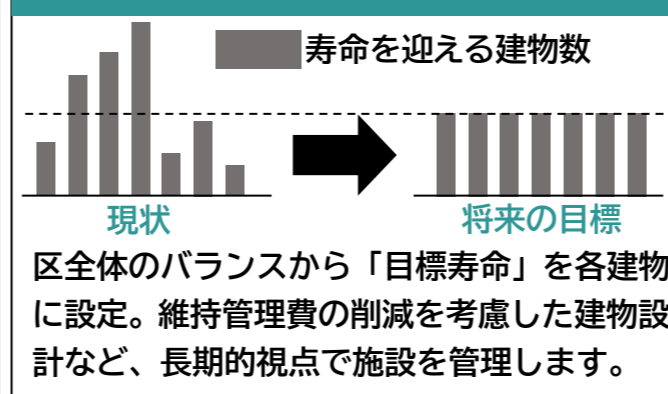 寿命を迎える建物数
現状
将来の目標
区全体のバランスから「目標寿命」を各建物
に設定。維持管理費の削減を考慮した建物設
計など、長期的視点で施設を管理します。